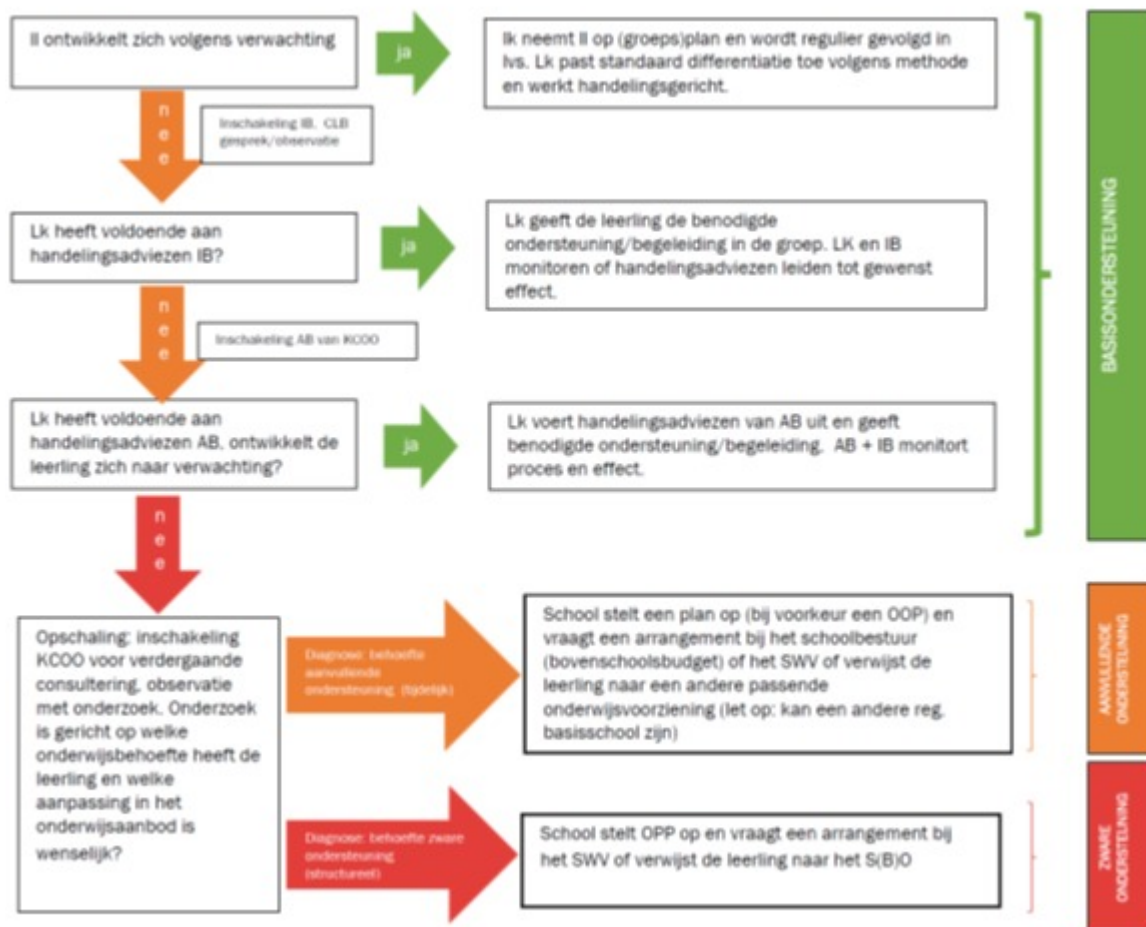 ll ontwikkelt zich volgens verwachting
ja
Ik neemt ll op (groeps)plan en wordt regulier gevolgd in
lvs. Lk past standaard differentiatie toe volgens methode
en werkt handelingsgericht.
nee
Inschakeling IB, CLB
gesprek/observatie
Lk heeft voldoende aan
handelingsadviezen IB?
ja
Lk geeft de leerling de benodigde
ondersteuning/begeleiding in de groep. LK en IB
monitoren of handelingsadviezen leiden tot gewenst
effect.
nee
Inschakeling AB van KCOO
Lk heeft voldoende aan
handelingsadviezen AB, ontwikkelt de
leerling zich naar verwachting?
ja
Lk voert handelingsadviezen van AB uit en geeft
benodigde ondersteuning/begeleiding. AB + IB monitort
proces en effect.
BASISONDERSTEUNING
nee
Opschaling: inschakeling
KCOO voor verdergaande
consultering, observatie
met onderzoek. Onderzoek
is gericht op welke
onderwijsbehoefte heeft de
leerling en welke
aanpassing in het
onderwijsaanbod is
wenselijk?
Diagnose: behoefte
aanvullende
ondersteuning (tijdelijk)
School stelt een plan op (bij voorkeur een OOP) en
vraagt een arrangement bij het schoolbestuur
(bovenschoolsbudget) of het SWV of verwijst de
leerling naar een andere passende
onderwijsvoorziening (let op: kan een andere reg.
basisschool zijn)
AANVULLENDE
ONDERSTEUNING
Diagnose: behoefte zware
ondersteuning
(structureel)
School stelt OPP op en vraagt een arrangement bij
het SWV of verwijst de leerling naar het S(B)O
ZWARE
ONDERSTEUNING